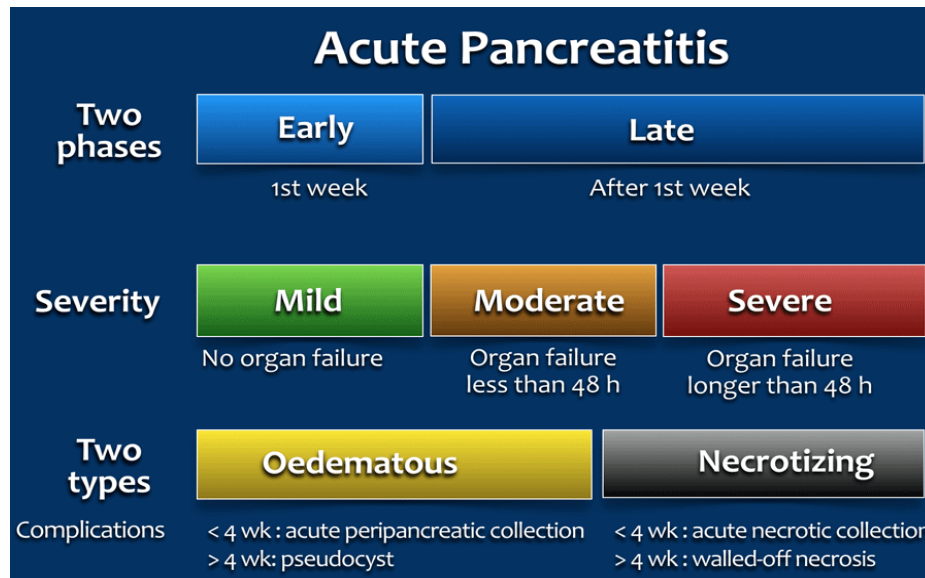 Acute Pancreatitis
Two
phases
Early
Late
1st week
After 1st week
Severity
Mild
Moderate
Severe
No organ failure
Organ failure
less than 48 h
Organ failure
longer than 48 h
Two
types
Oedematous
Necrotizing
Complications
< 4 wk : acute peripancreatic collection
> 4 wk: pseudocyst
< 4 wk : acute necrotic collection
> 4 wk : walled-off necrosis